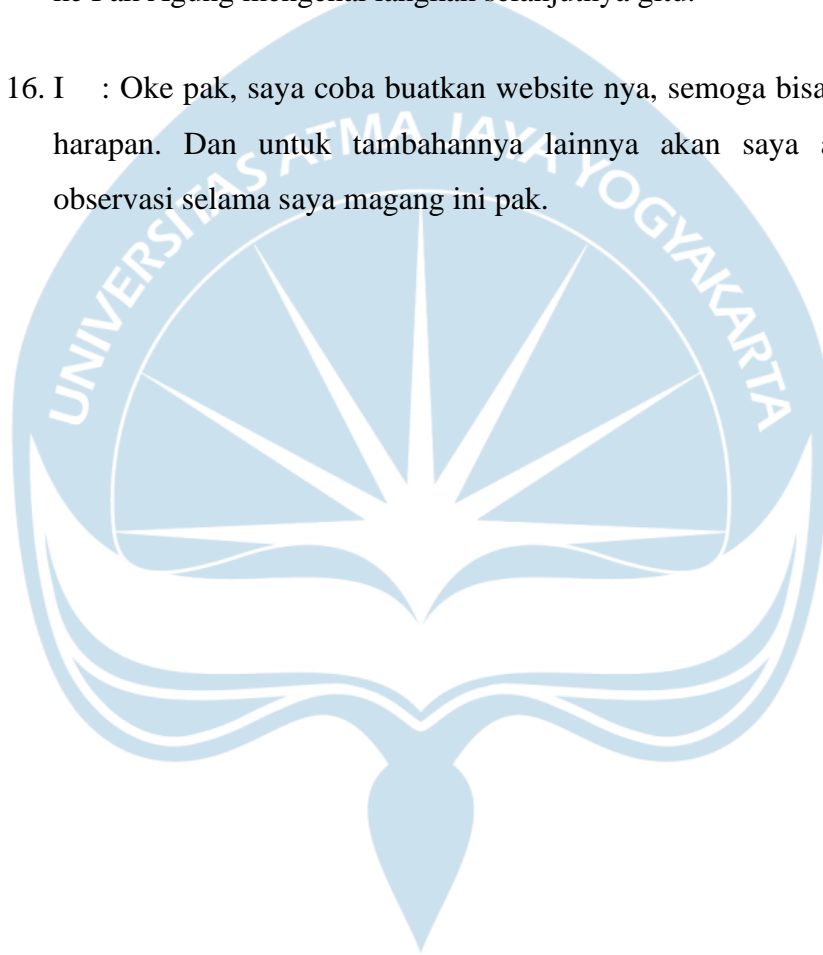 16. I : Oke pak, saya coba buatkan website nya, semoga bisa
harapan. Dan untuk tambahannya lainnya akan saya
observasi selama saya magang ini pak.
UNIVERSITAS ATMA JAYA YOGYAKARTA